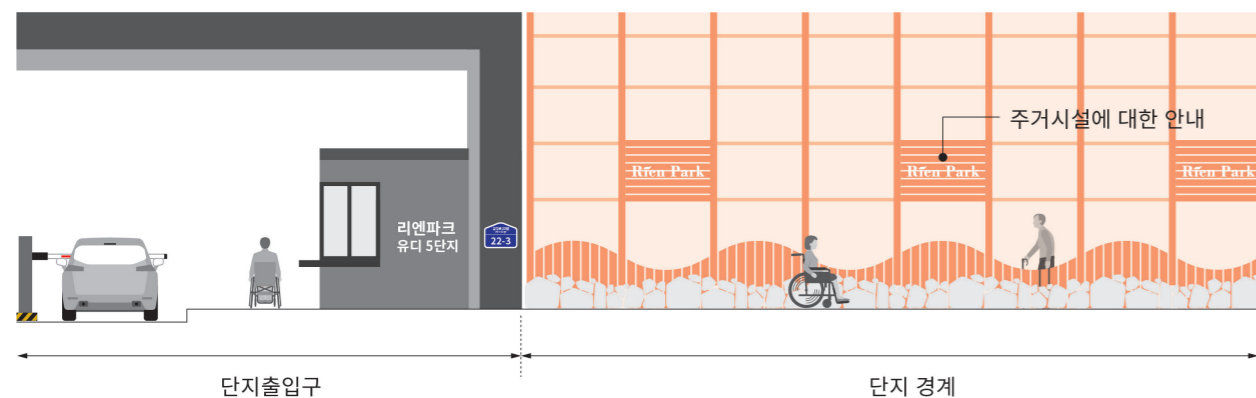 주거시설에 대한 안내
Rien Park
Rien Park
Rien Park
리엔파크
유디 5단지
22-3
단지출입구
단지 경계